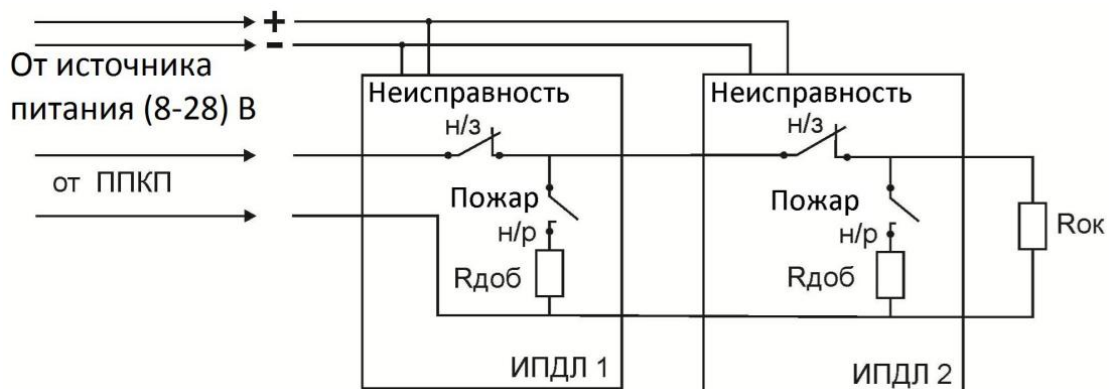 +
-
От источника
питания (8-28) В
от ППКП
Неисправность
н/з
Пожар
н/р
Rдоб
ИПДЛ 1
Неисправность
н/з
Пожар
н/р
Rдоб
ИПДЛ 2
Rок